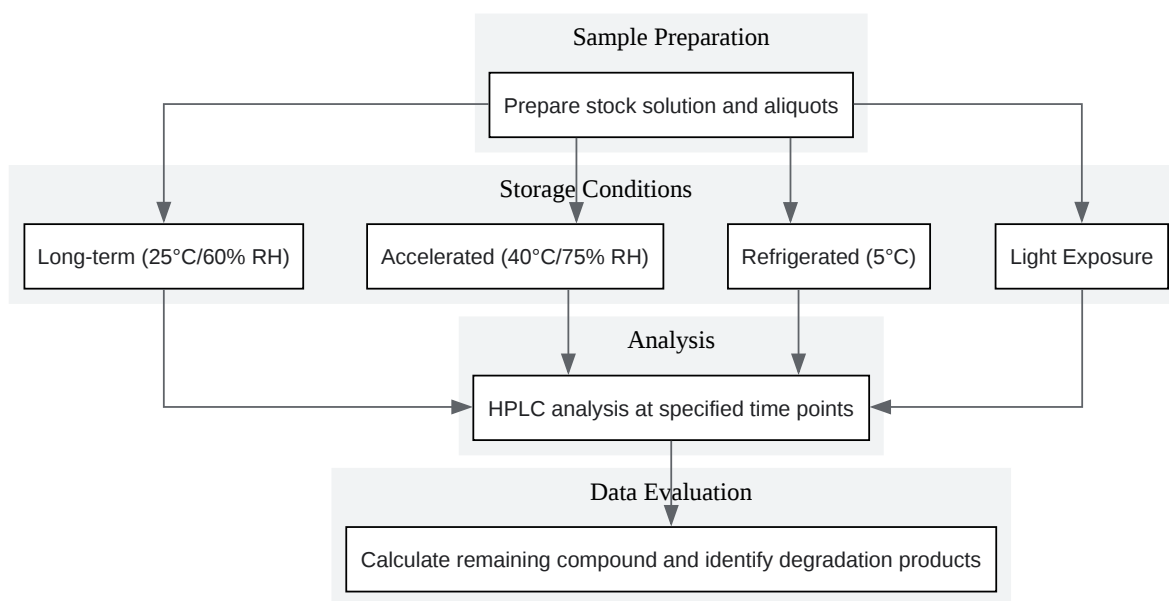 Sample Preparation
Prepare stock solution and aliquots
Storage Conditions
Long-term (25°C/60% RH)
Accelerated (40°C/75% RH)
Refrigerated (5°C)
Light Exposure
Analysis
HPLC analysis at specified time points
Data Evaluation
Calculate remaining compound and identify degradation products